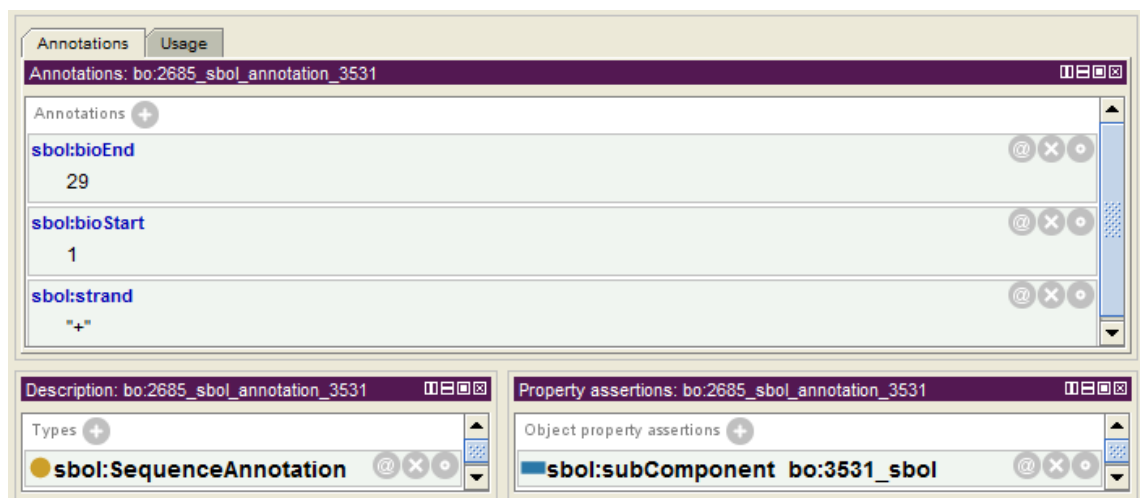 Annotations Usage
Annotations: bo:2685_sbol_annotation_3531
Annotations
sbol:bioEnd
29
sbol:bioStart
1
sbol:strand
"+"
Description: bo:2685_sbol_annotation_3531
Types
sbol:SequenceAnnotation
Property assertions: bo:2685_sbol_annotation_3531
Object property assertions
sbol:subComponent bo:3531_sbol